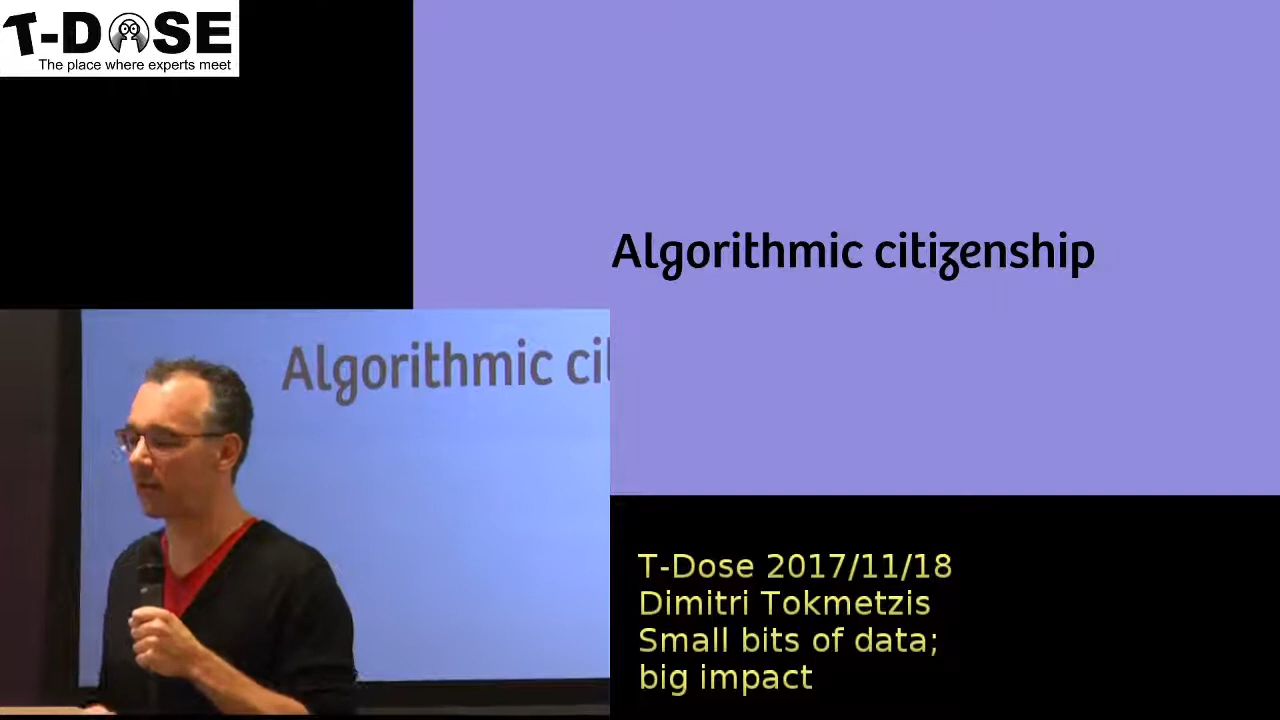 T-DOSE
The place where experts meet
Algorithmic citizenship
Algorithmic cit
T-Dose 2017/11/18
Dimitri Tokmetzis
Small bits of data;
big impact